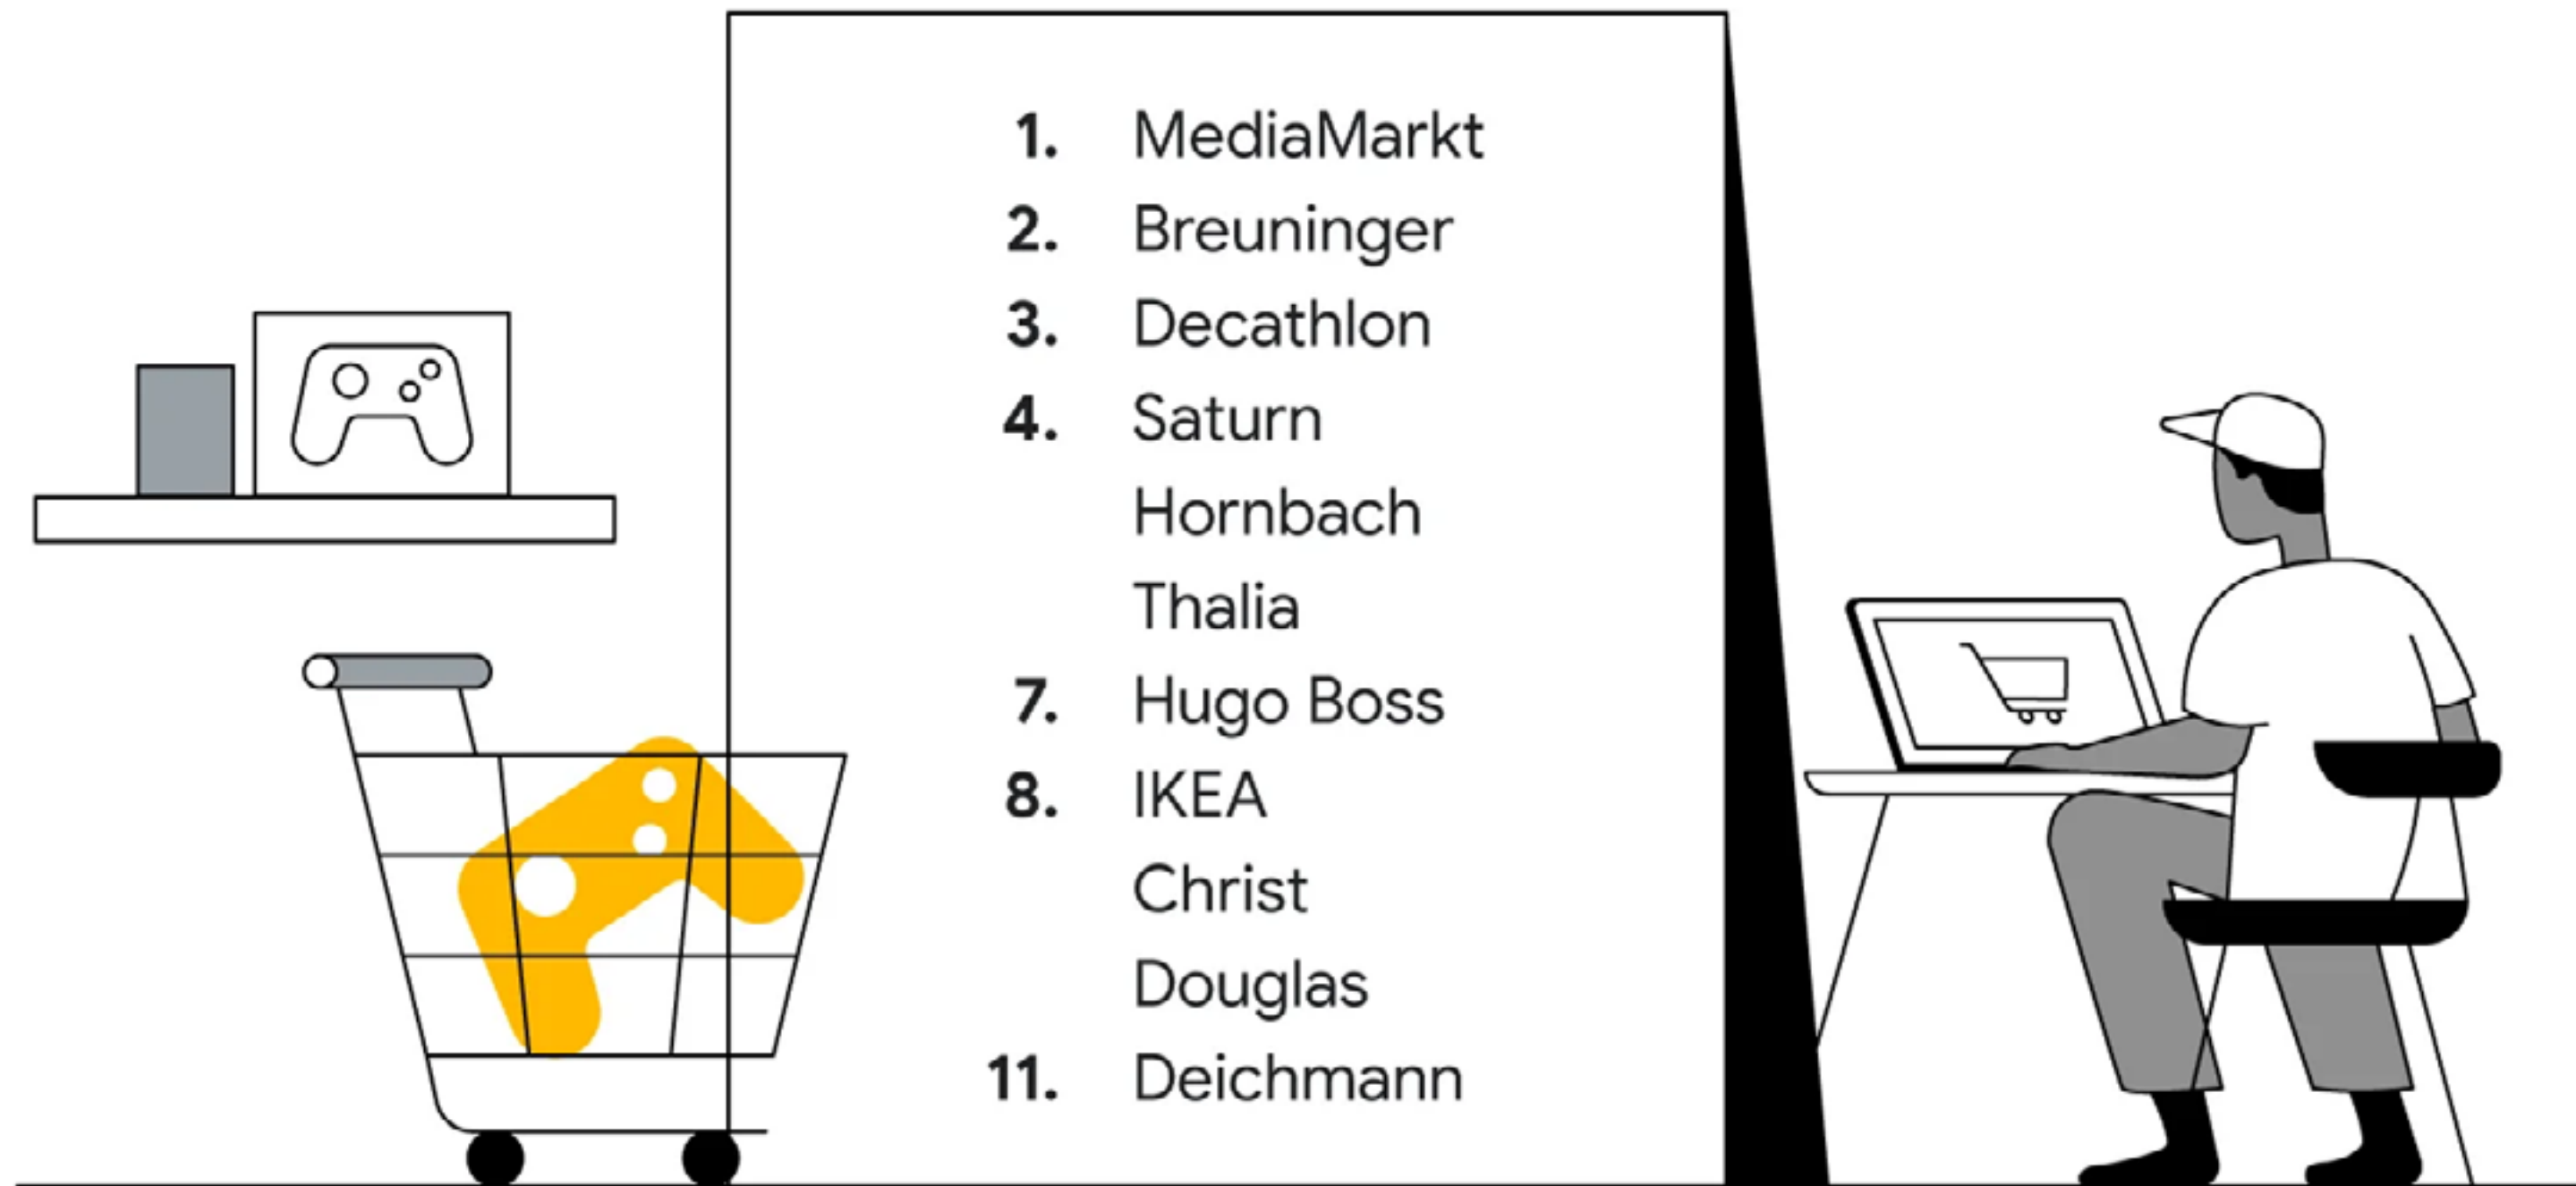 1. MediaMarkt
2. Breuninger
3. Decathlon
4. Saturn
Hornbach
Thalia
7. Hugo Boss
8. IKEA
Christ
Douglas
11. Deichmann